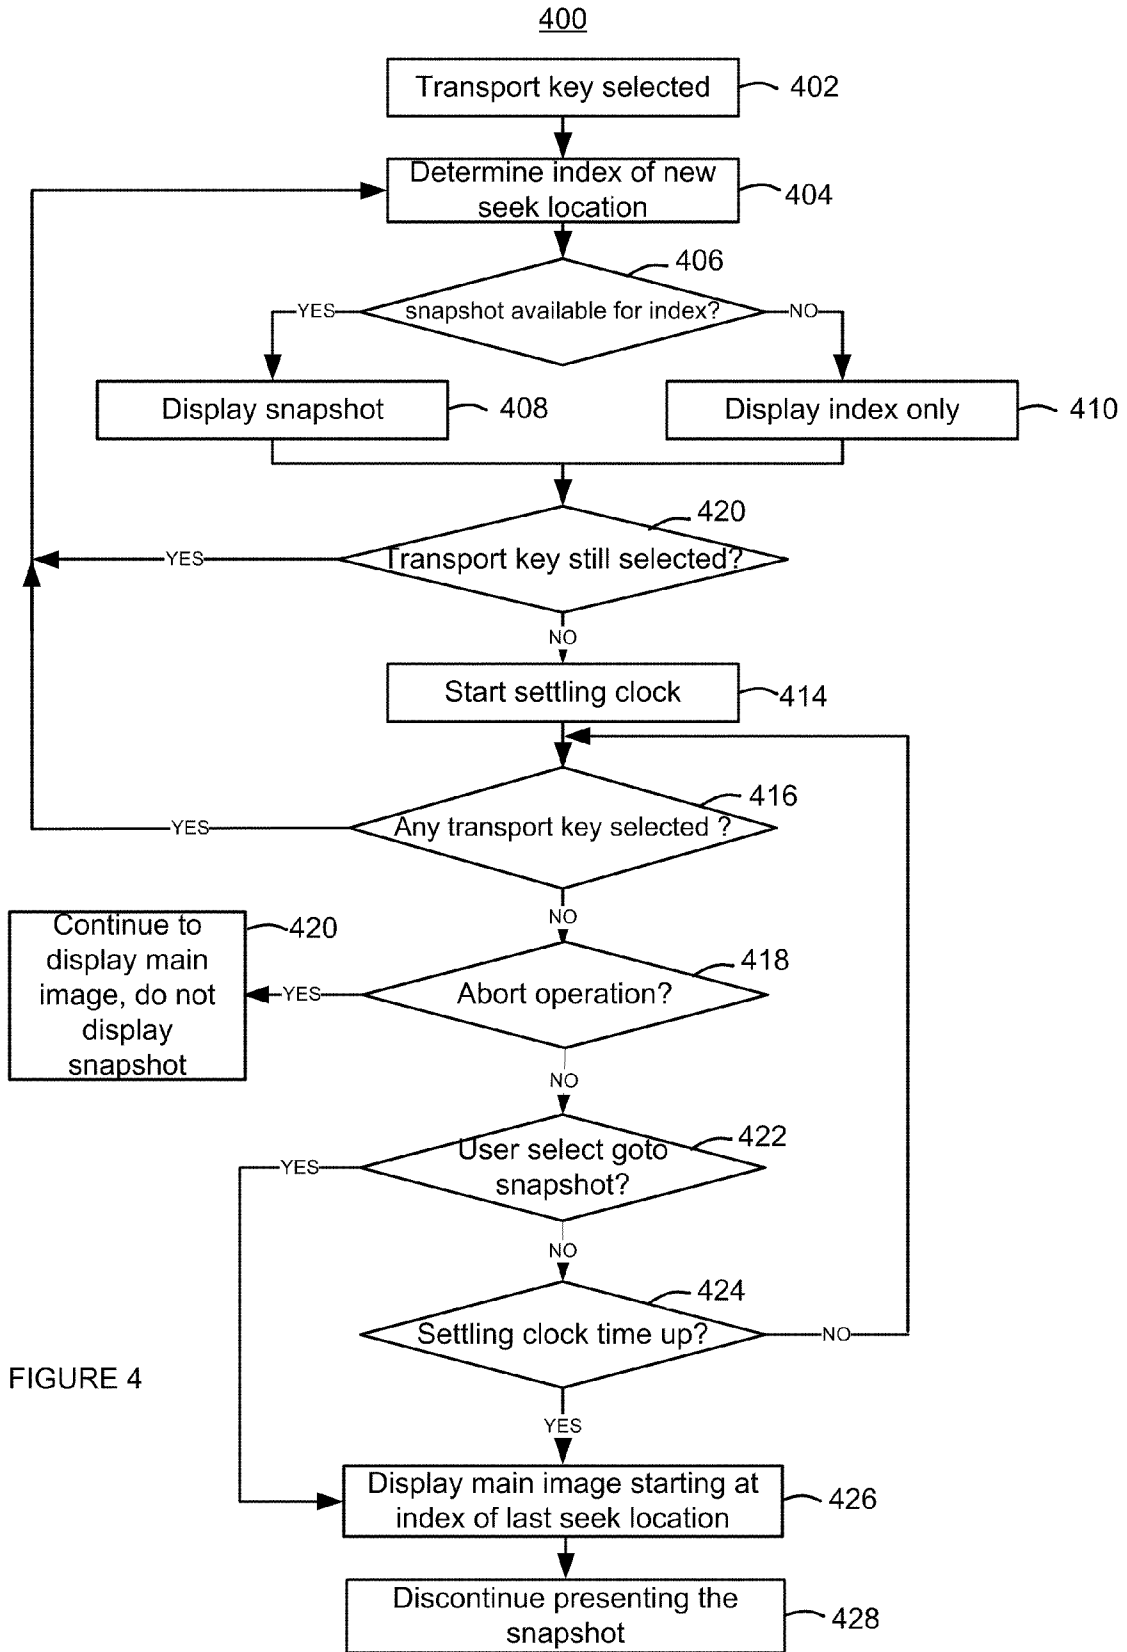 400
Transport key selected
402
Determine index of new
seek location
404
406
snapshot available for index?
YES
NO
Display snapshot
408
Display index only
410
420
Transport key still selected?
YES
NO
Start settling clock
414
416
Any transport key selected ?
YES
NO
Continue to
display main
image, do not
display
snapshot
420
418
Abort operation?
YES
NO
422
User select goto
snapshot?
YES
NO
424
Settling clock time up?
NO
FIGURE 4
YES
Display main image starting at
index of last seek location
426
Discontinue presenting the
snapshot
428